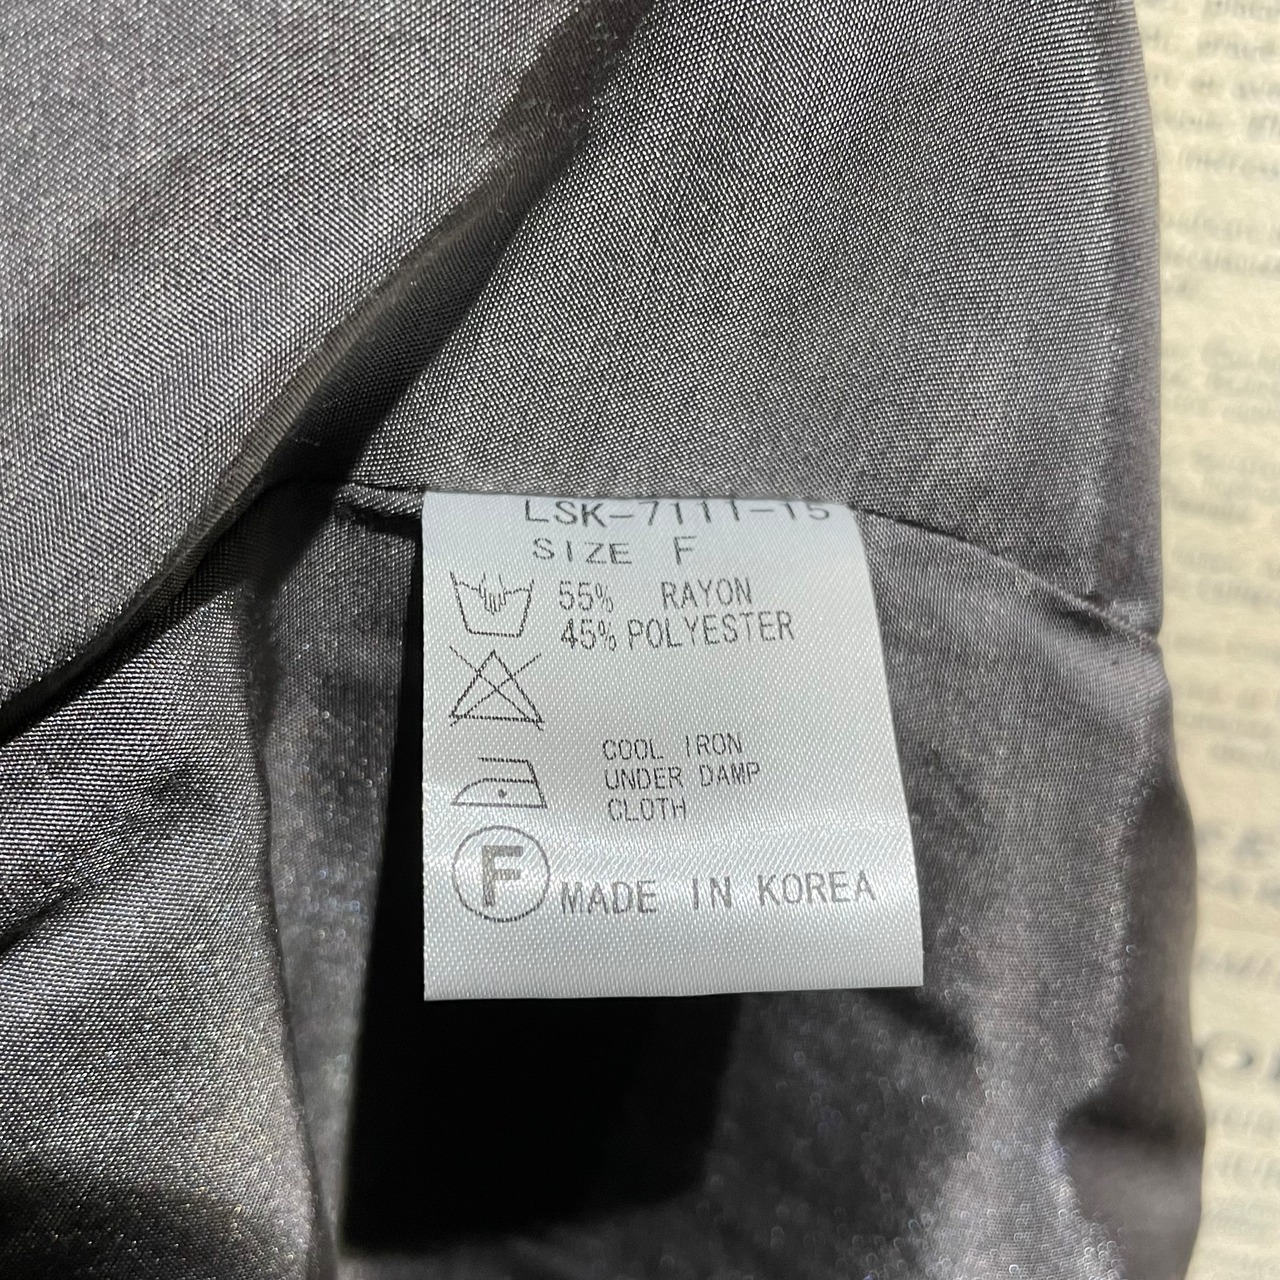 LSK-7111-15
SIZE F
55% RAYON
45% POLYESTER
COOL IRON
UNDER DAMP
CLOTH
F
MADE IN KOREA